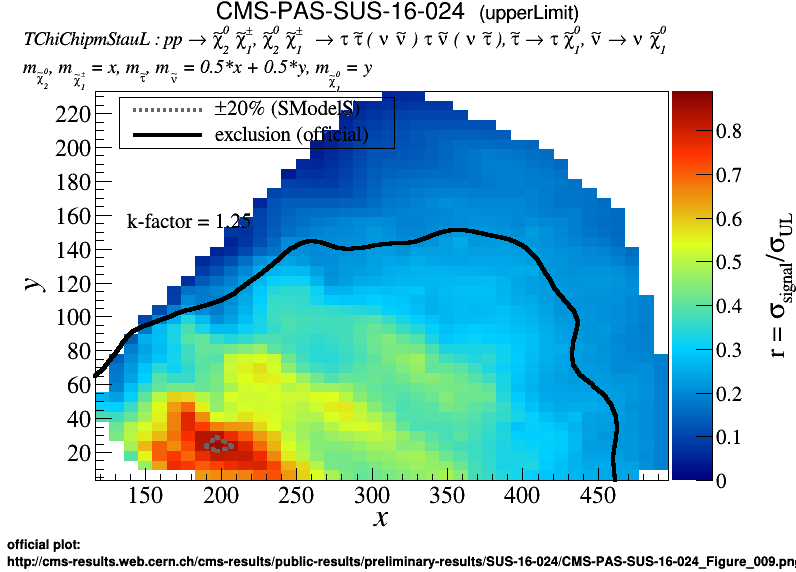 CMS-PAS-SUS-16-024 (upperLimit)
TChiChipmStauL : pp → χ̃₂⁰ χ̃₁^±, χ̃₂⁰ χ̃₁^± → τ τ̃ ( ν ν̃ ) τ ν̃ ( ν τ̃ ), τ̃ → τ χ̃₁⁰, ν̃ → ν χ̃₁⁰
m_χ̃₂⁰, m_χ̃₁^± = x, m_τ̃, m_ν̃ = 0.5*x + 0.5*y, m_χ̃₁⁰ = y
±20% (SModelS)
exclusion (official)
k-factor = 1.25
220
200
180
160
140
120
100
80
60
40
20
y
150 200 250 300 350 400 450
x
0.8
0.7
0.6
0.5
0.4
0.3
0.2
0.1
0
r = σ_signal/σ_UL
official plot:
http://cms-results.web.cern.ch/cms-results/public-results/preliminary-results/SUS-16-024/CMS-PAS-SUS-16-024_Figure_009.pn